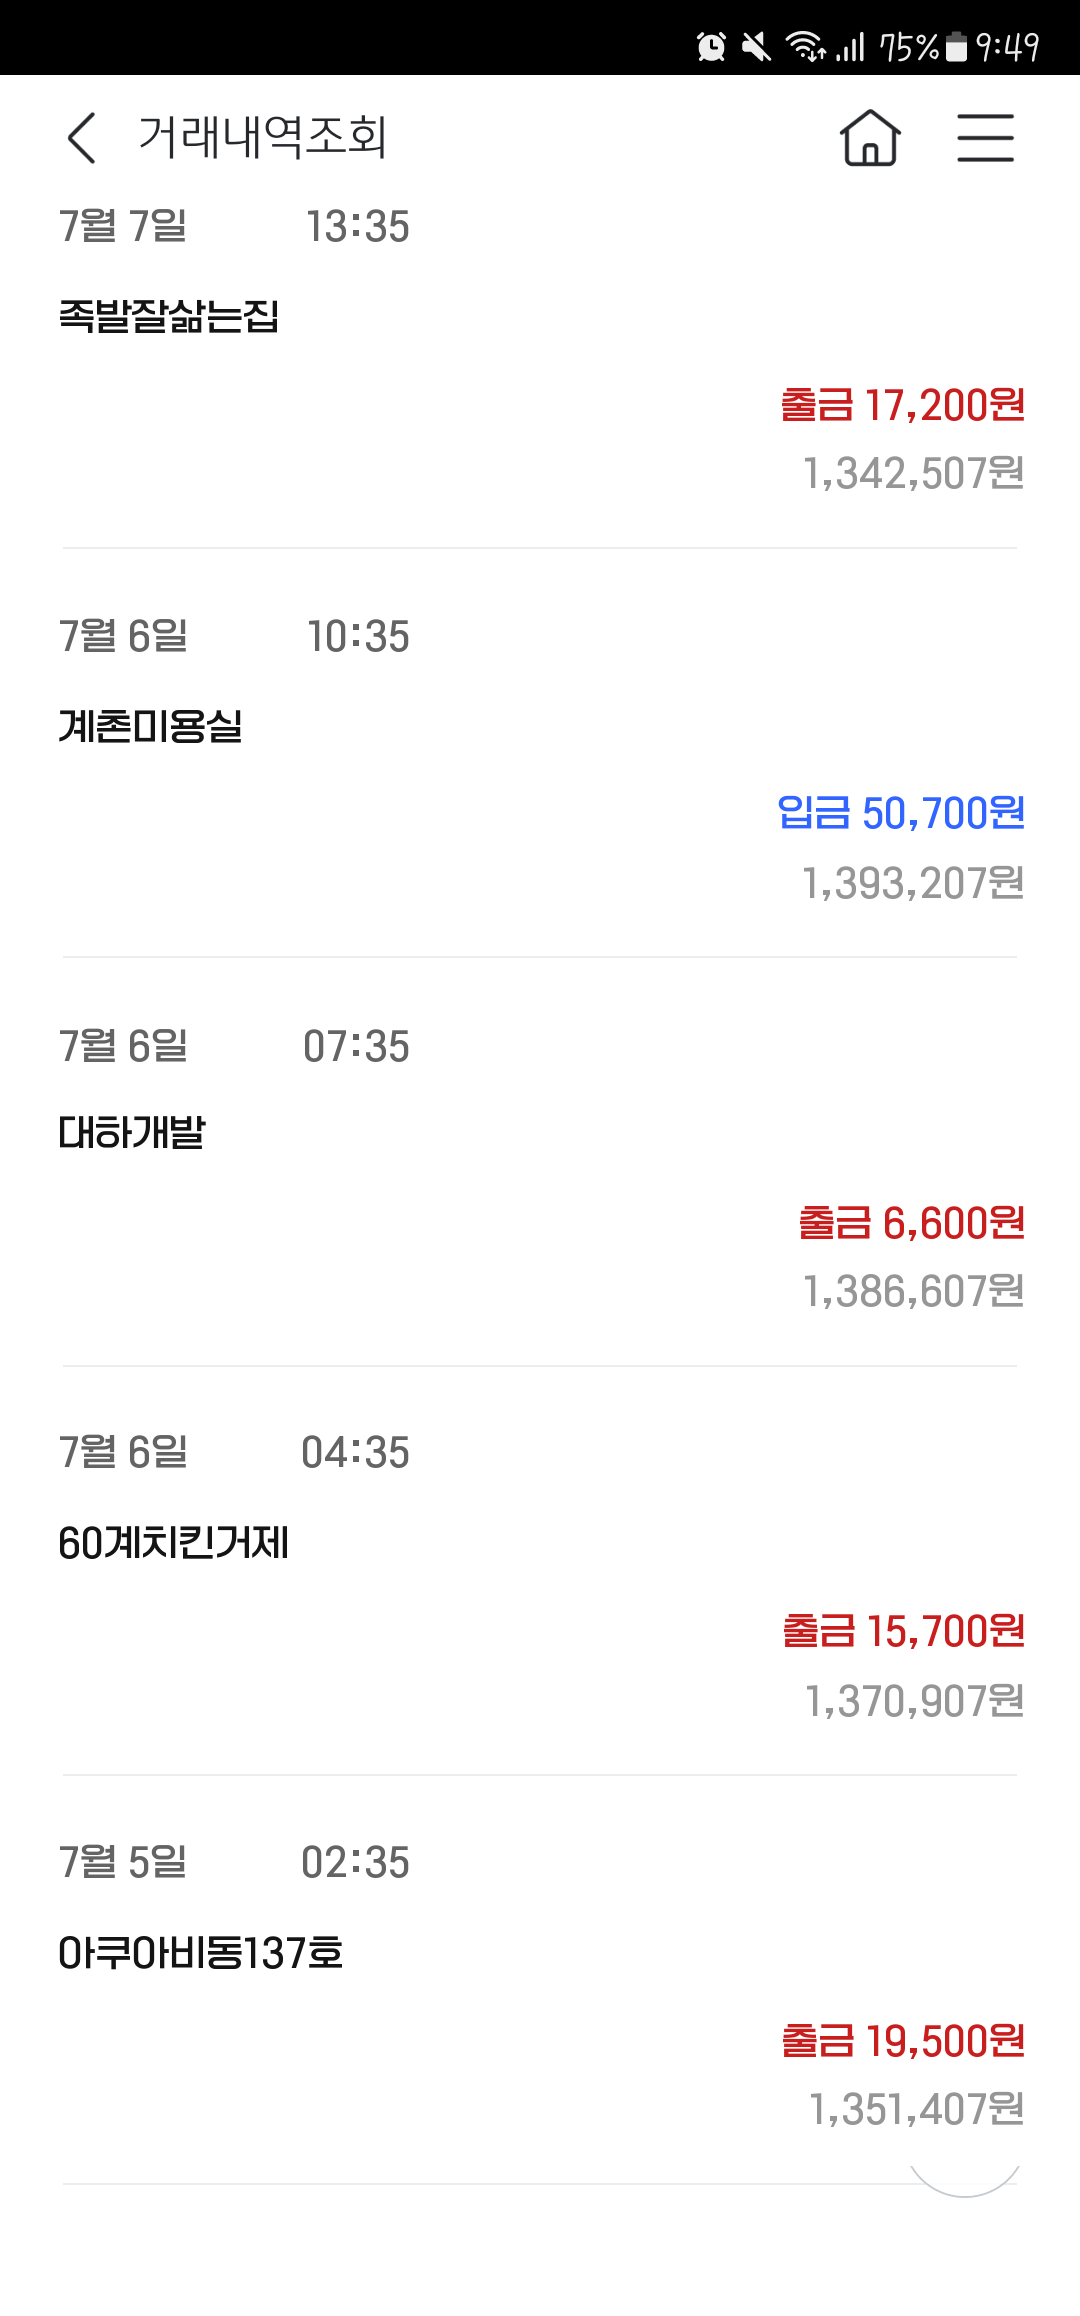 75% 9:49
거래내역조회
7월 7일 13:35
족발잘삶는집
출금 17,200원
1,342,507원
7월 6일 10:35
계촌미용실
입금 50,700원
1,393,207원
7월 6일 07:35
대하개발
출금 6,600원
1,386,607원
7월 6일 04:35
60계치킨거제
출금 15,700원
1,370,907원
7월 5일 02:35
아쿠아비동137호
출금 19,500원
1,351,407원